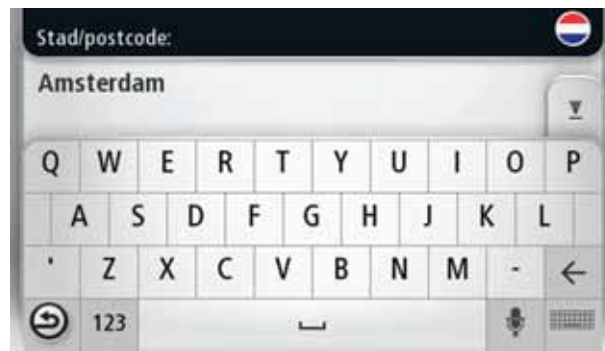 Stad/postcode:
Amsterdam
Q W E R T Y U I O P
A S D F G H J K L
' Z X C V B N M - ←
123